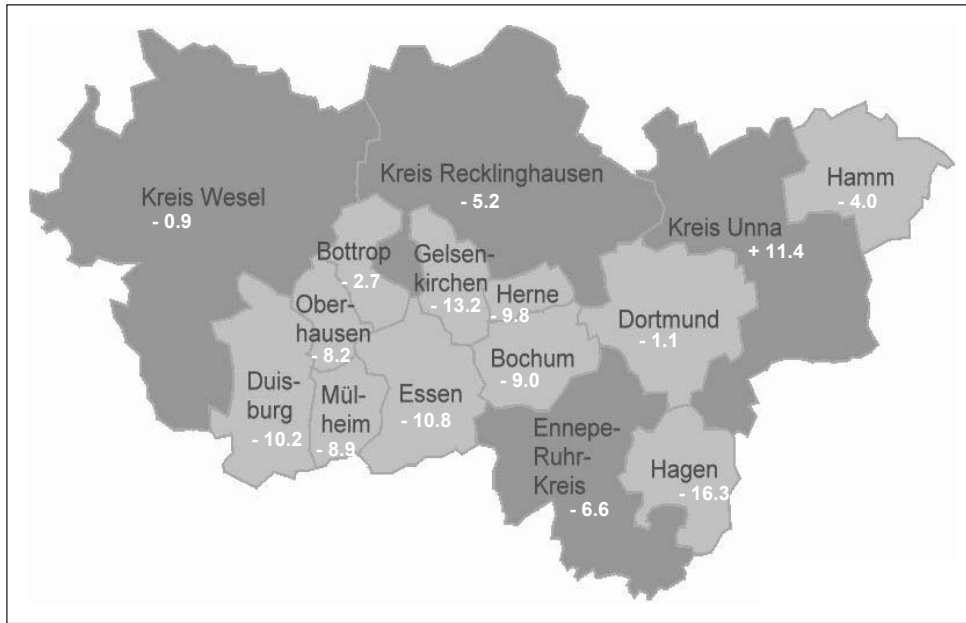 Kreis Wesel
- 0.9
Kreis Recklinghausen
- 5.2
Hamm
- 4.0
Kreis Unna
+ 11.4
Bottrop
- 2.7
Gelsen-
kirchen
- 13.2
Herne
- 9.8
Ober-
hausen
- 8.2
Dortmund
- 1.1
Bochum
- 9.0
Duis-
burg
- 10.2
Mül-
heim
- 8.9
Essen
- 10.8
Ennepe-
Ruhr-
Kreis
- 6.6
Hagen
- 16.3